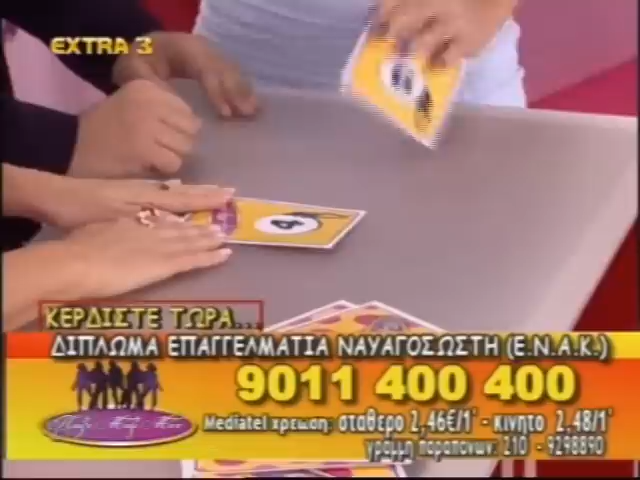 EXTRA 3
4
ΚΕΡΔΙΣΤΕ ΤΩΡΑ...
ΔΙΠΛΩΜΑ ΕΠΑΓΓΕΛΜΑΤΙΑ ΝΑΥΑΓΟΣΩΣΤΗ (Ε.Ν.Α.Κ.)
9011 400 400
Mediatel χρεωση: σταθερο 2,46€/1' - κινητο 2,48/1'
γραμμη παραπονων: 210 - 9298890